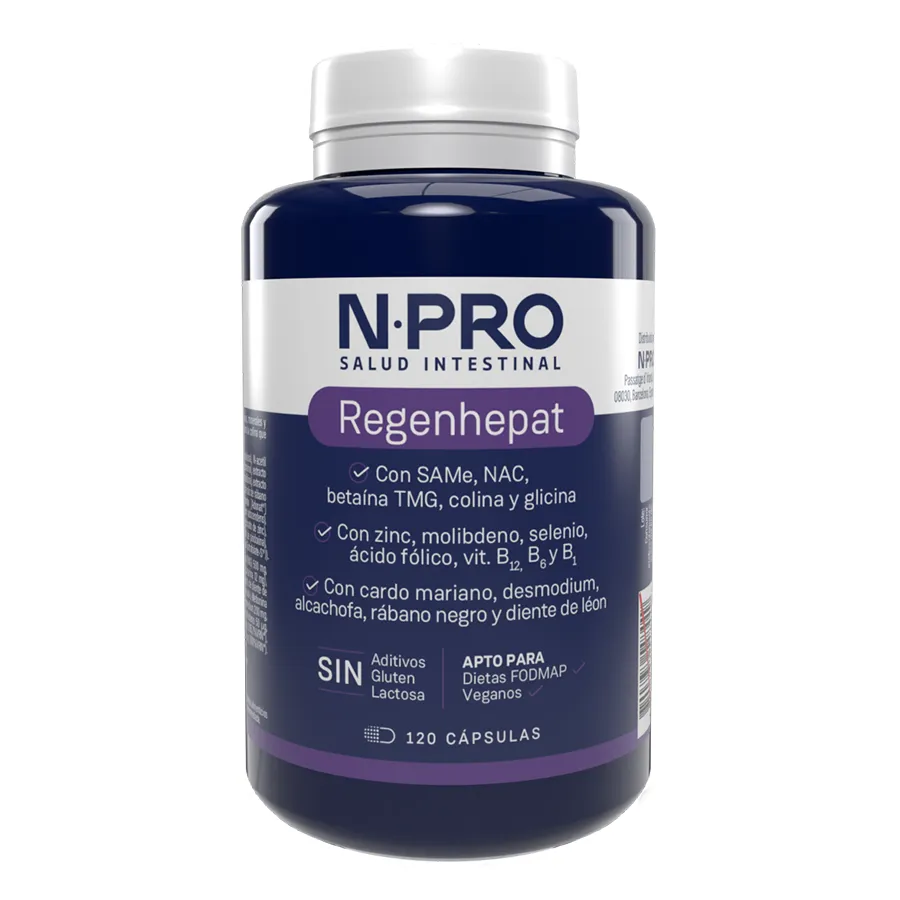 N·PRO
SALUD INTESTINAL
Regenhepat
Con SAMe, NAC,
betaína TMG, colina y glicina
Con zinc, molibdeno, selenio,
ácido fólico, vit. B12, B6 y B1
Con cardo mariano, desmodium,
alcachofa, rábano negro y diente de léon
SIN
Aditivos
Gluten
Lactosa
APTO PARA
Dietas FODMAP
Veganos
120 CÁPSULAS
N·PRO
08030, Barcelona,